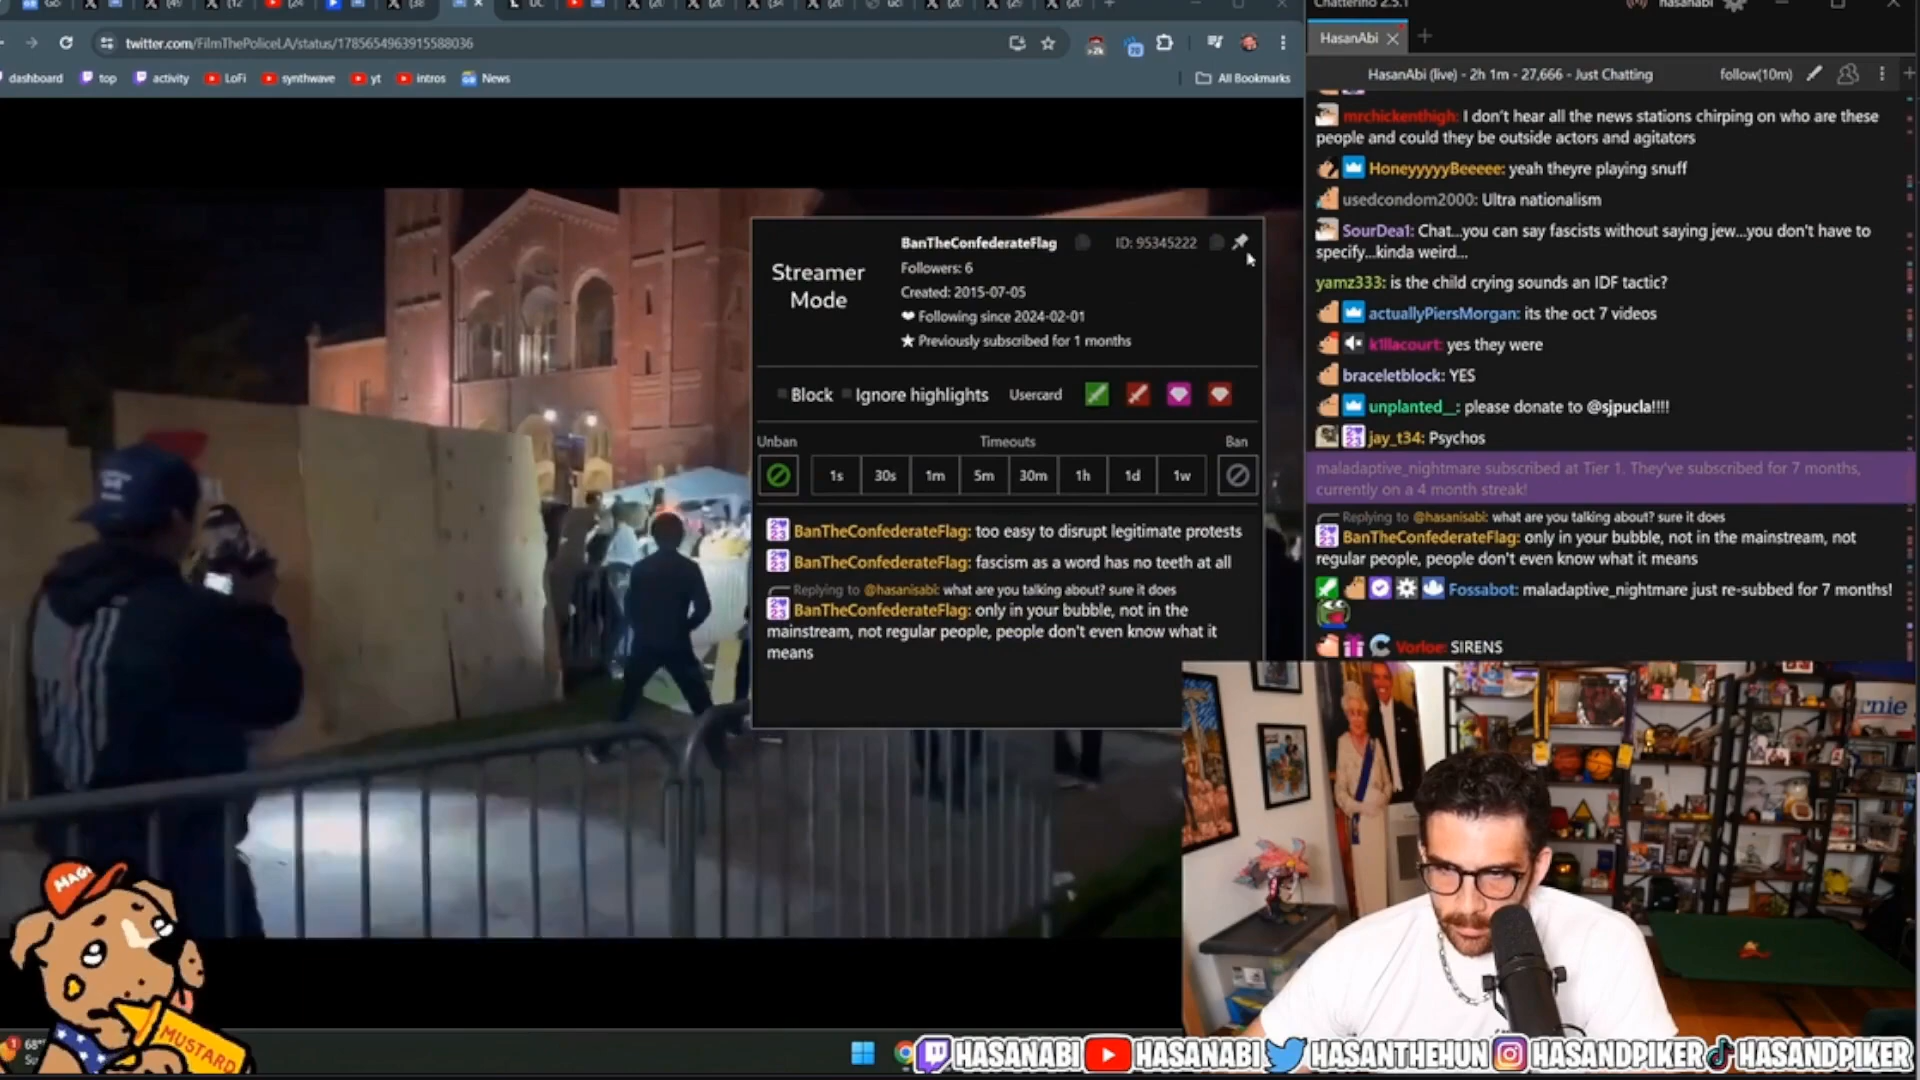 twitter.com/FilmThePoliceLA/status/1785654963915588036
dashboard top activity LoFi synthwave yt intros News All Bookmarks
BanTheConfederateFlag ID: 95345222
Streamer
Mode
Followers: 6
Created: 2015-07-05
Following since 2024-02-01
Previously subscribed for 1 months
Block Ignore highlights Usercard
Unban Timeouts Ban
1s 30s 1m 5m 30m 1h 1d 1w
BanTheConfederateFlag: too easy to disrupt legitimate protests
BanTheConfederateFlag: fascism as a word has no teeth at all
Replying to @hasanisabi: what are you talking about? sure it does
BanTheConfederateFlag: only in your bubble, not in the
mainstream, not regular people, people don't even know what it
means
Chatterino 2.5.1 hasanabi
HasanAbi
HasanAbi (live) - 2h 1m - 27,666 - Just Chatting follow(10m)
mrchickenthigh: I don't hear all the news stations chirping on who are these
people and could they be outside actors and agitators
HoneyyyyyBeeeee: yeah theyre playing snuff
usedcondom2000: Ultra nationalism
SourDea1: Chat...you can say fascists without saying jew...you don't have to
specify...kinda weird...
yamz333: is the child crying sounds an IDF tactic?
actuallyPiersMorgan: its the oct 7 videos
k1llacourt: yes they were
braceletblock: YES
unplanted__: please donate to @sjpucla!!!!
jay_t34: Psychos
maladaptive_nightmare subscribed at Tier 1. They've subscribed for 7 months,
currently on a 4 month streak!
Replying to @hasanisabi: what are you talking about? sure it does
BanTheConfederateFlag: only in your bubble, not in the mainstream, not
regular people, people don't even know what it means
Fossabot: maladaptive_nightmare just re-subbed for 7 months!
Vorloe: SIRENS
MAGA
MUSTARD
68°
HASANABI HASANABI HASANTHEHUN HASANDPIKER HASANDPIKER